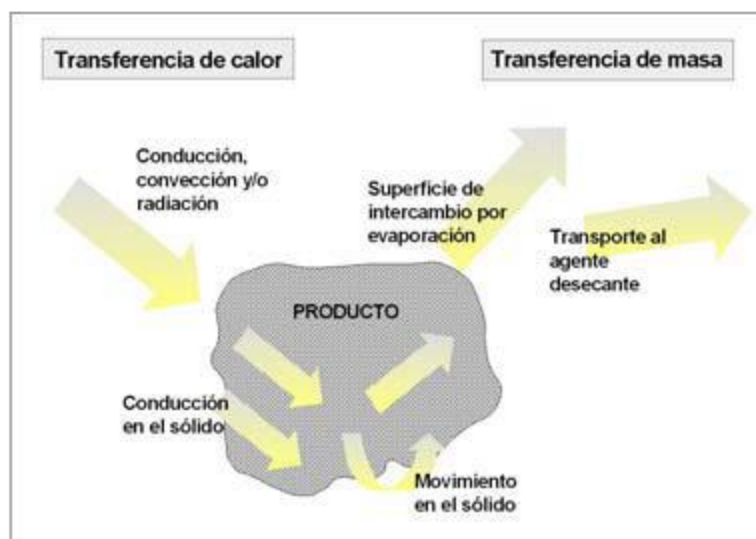 Transferencia de calor
Transferencia de masa
Conducción,
convección y/o
radiación
Superficie de
intercambio por
evaporación
Transporte al
agente
desecante
PRODUCTO
Conducción
en el sólido
Movimiento
en el sólido